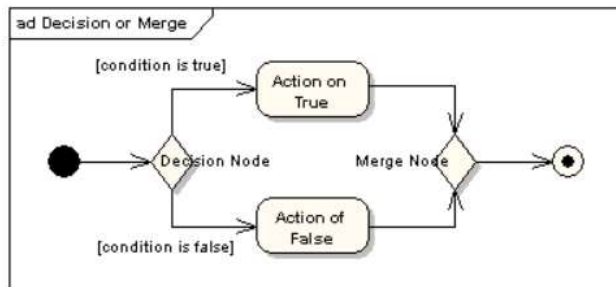 ad Decision or Merge
[condition is true]
Action on
True
Decision Node
Merge Node
Action of
False
[condition is false]